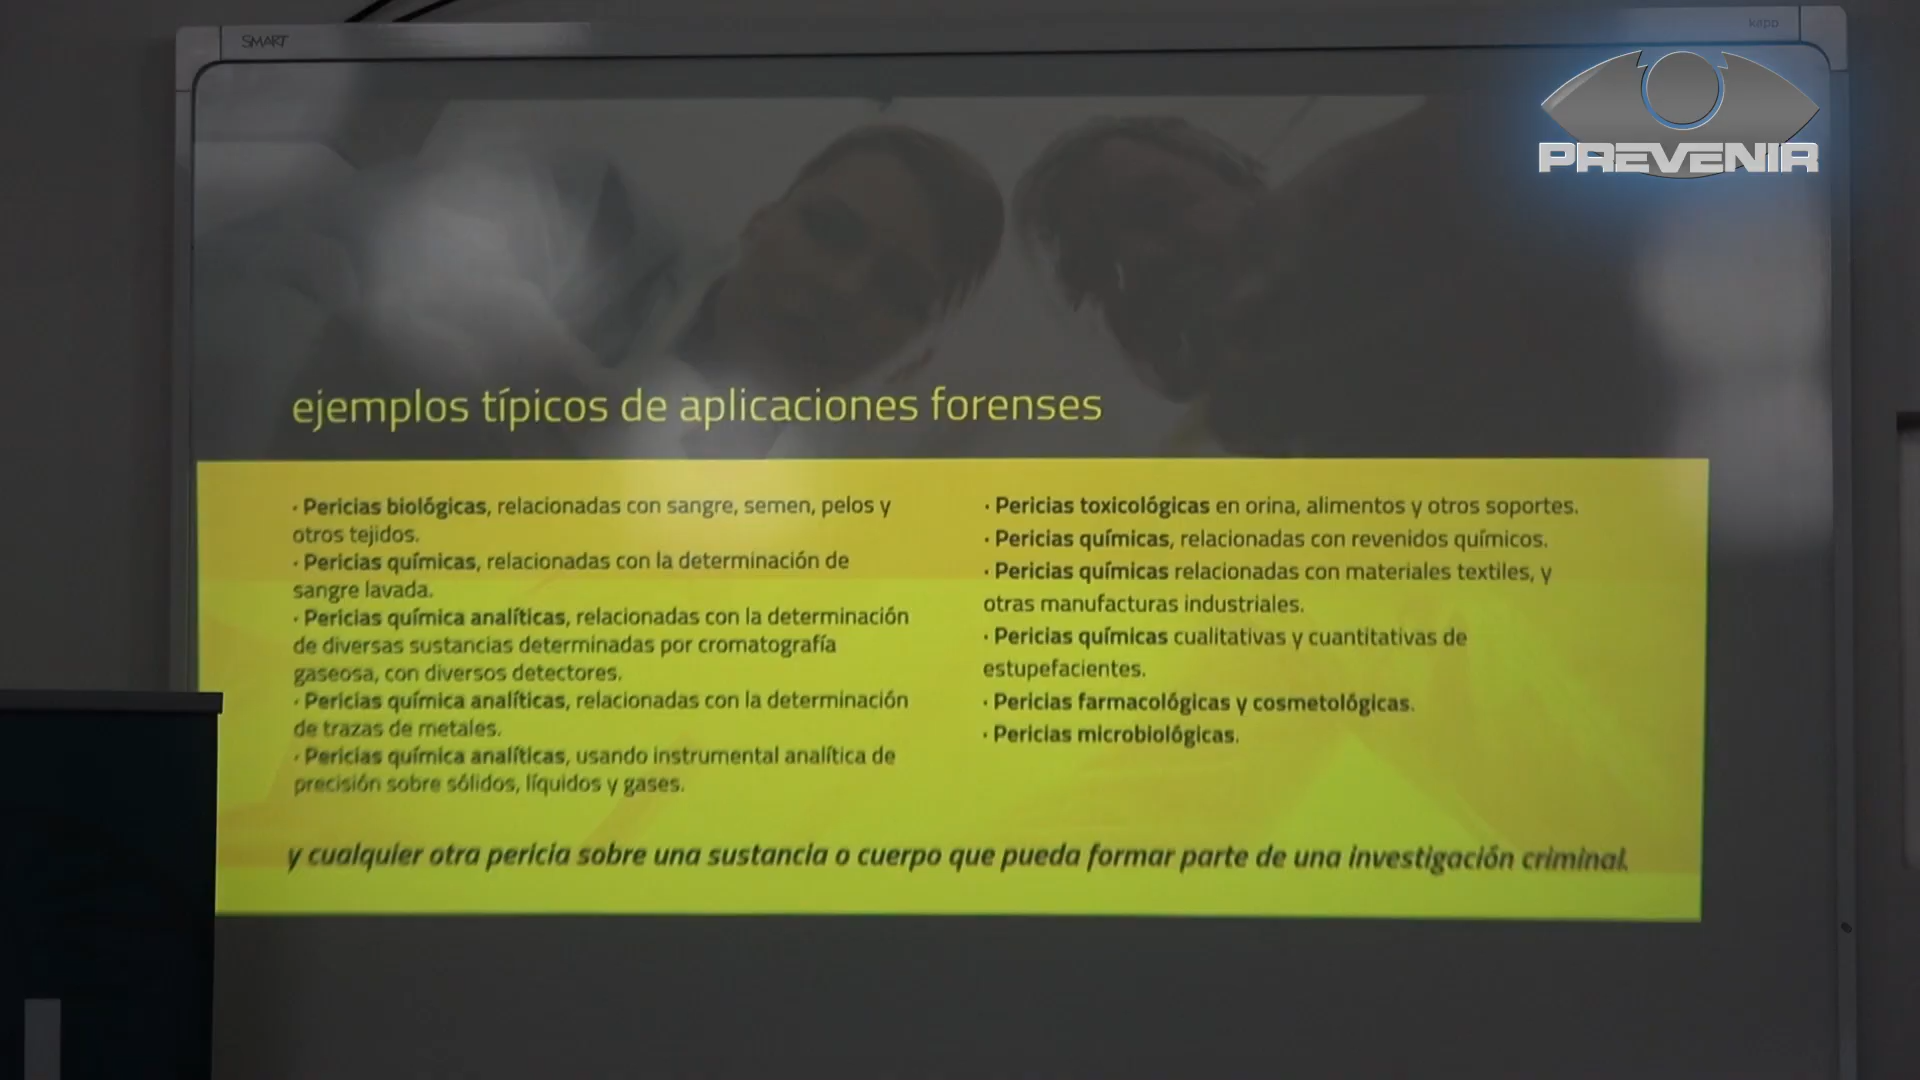 SMART
kapp
PREVENIR
ejemplos típicos de aplicaciones forenses
· Pericias biológicas, relacionadas con sangre, semen, pelos y
otros tejidos.
· Pericias químicas, relacionadas con la determinación de
sangre lavada.
· Pericias química analíticas, relacionadas con la determinación
de diversas sustancias determinadas por cromatografía
gaseosa, con diversos detectores.
· Pericias química analíticas, relacionadas con la determinación
de trazas de metales.
· Pericias química analíticas, usando instrumental analítica de
precisión sobre sólidos, líquidos y gases.
· Pericias toxicológicas en orina, alimentos y otros soportes.
· Pericias químicas, relacionadas con revenidos químicos.
· Pericias químicas relacionadas con materiales textiles, y
otras manufacturas industriales.
· Pericias químicas cualitativas y cuantitativas de
estupefacientes.
· Pericias farmacológicas y cosmetológicas.
· Pericias microbiológicas.
y cualquier otra pericia sobre una sustancia o cuerpo que pueda formar parte de una investigación criminal.